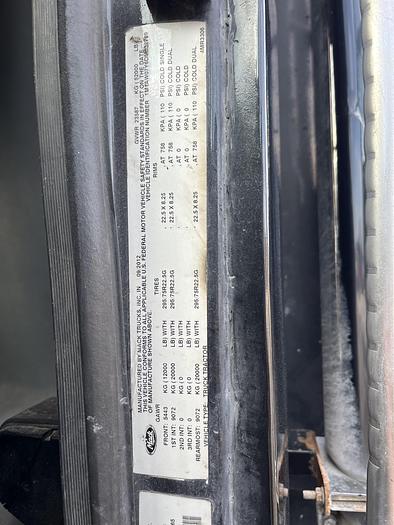 MANUFACTURED BY MACK TRUCKS, INC. IN 09/2012 GVWR 23587 KG (52000 LB)
THIS VEHICLE CONFORMS TO ALL APPLICABLE U.S. FEDERAL MOTOR VEHICLE SAFETY STANDARDS IN EFFECT ON THE DATE
OF MANUFACTURE SHOWN ABOVE. VEHICLE IDENTIFICATION NUMBER
Mack
GAWR TIRES RIMS
FRONT: 5443 KG (12000 LB) WITH 295/75R22.5G , 22.5 X 8.25 , AT 758 KPA (110 PSI) COLD SINGLE
1ST INT: 9072 KG (20000 LB) WITH 295/75R22.5G , 22.5 X 8.25 , AT 758 KPA (110 PSI) COLD DUAL
2ND INT: 0 KG (0 LB) WITH , , AT 0 KPA (0 PSI) COLD
3RD INT: 0 KG (0 LB) WITH , , AT 0 KPA (0 PSI) COLD
REARMOST: 9072 KG (20000 LB) WITH 295/75R22.5G , 22.5 X 8.25 , AT 758 KPA (110 PSI) COLD DUAL
VEHICLE TYPE: TRUCK TRACTOR